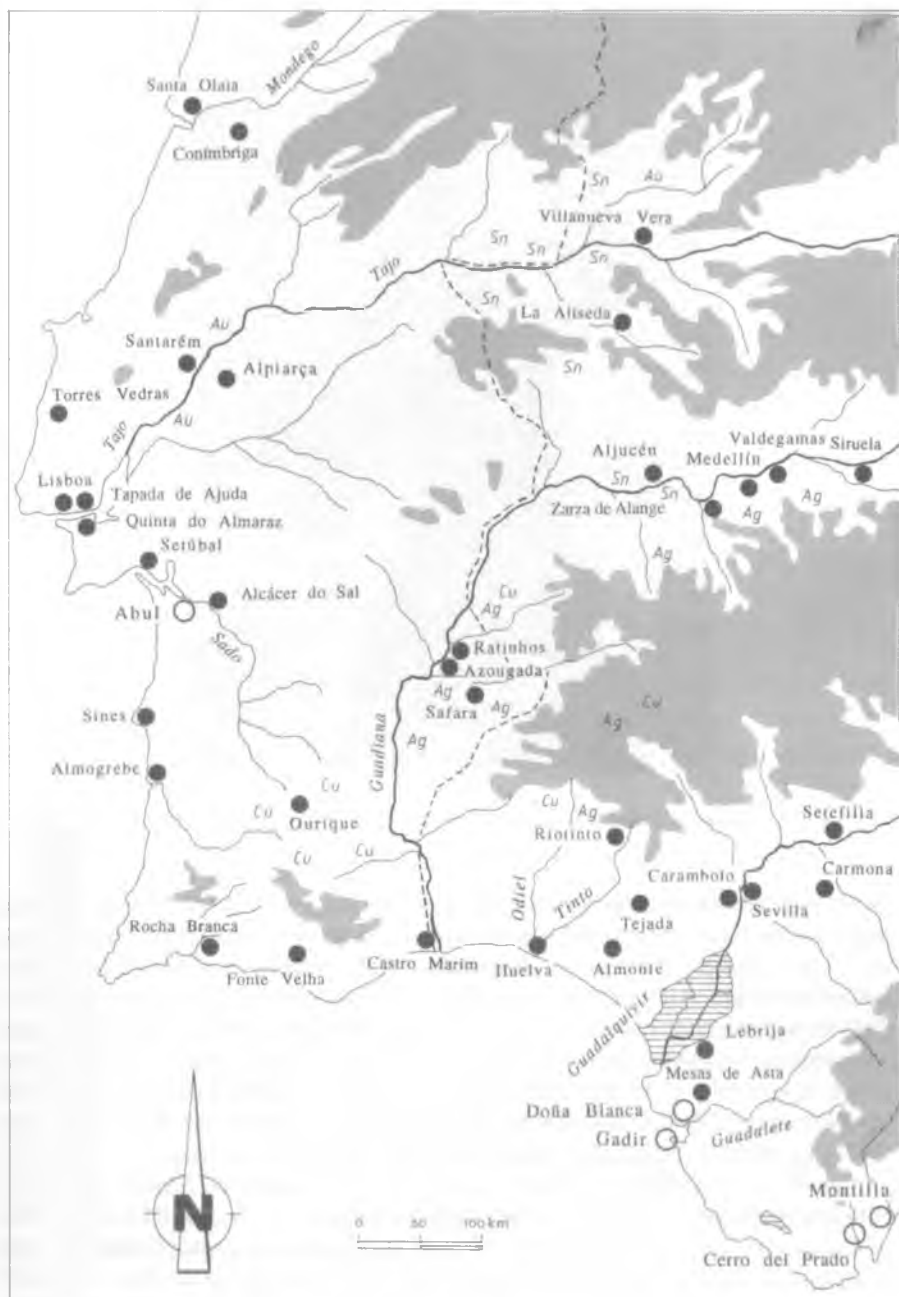 Mondego
Santa Olaia
Conímbriga
Sn
Au
Sn
Villanueva Vera
Sn
Sn
Sn
Tajo
Sn
La Aliseda
Au
Santarém
Alpiarça
Sn
Torres Vedras
Au
Tajo
Valdegamas
Siruela
Aljucén
Medellín
Lisboa
Tapada de Ajuda
Sn
Sn
Ag
Ag
Zarza de Alange
Quinta do Almaraz
Setúbal
Ag
Alcácer do Sal
Cu
Abul
Ag
Sado
Ratinhos
Azougada
Ag
Safara
Ag
Sines
Ag
Cu
Guadiana
Ag
Almogrebe
Cu
Cu
Cu
Ag
Ourique
Riotinto
Setefilla
Cu
Cu
Carambolo
Carmona
Odiel
Tinto
Sevilla
Rocha Branca
Tejada
Fonte Velha
Castro Marim
Huelva
Almonte
Guadalquivir
Lebrija
Mesas de Asta
Doña Blanca
Guadalete
Gadir
N
Montilla
0 50 100 km
Cerro del Prado